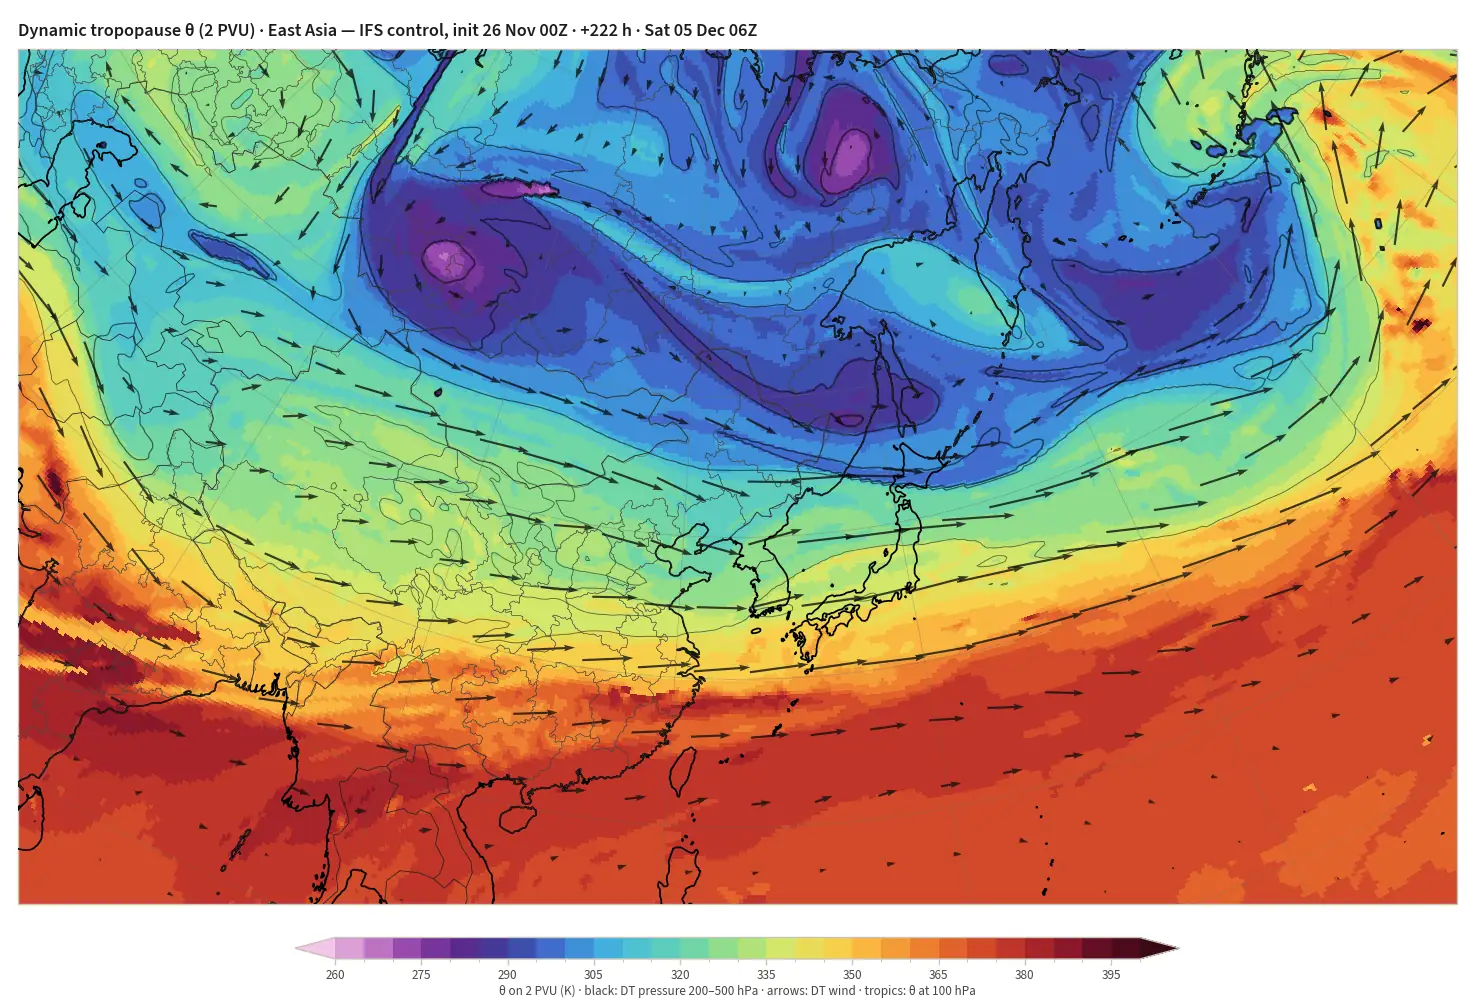 Dynamic tropopause θ (2 PVU) · East Asia — IFS control, init 26 Nov 00Z · +222 h · Sat 05 Dec 06Z
260 275 290 305 320 335 350 365 380 395
θ on 2 PVU (K) · black: DT pressure 200–500 hPa · arrows: DT wind · tropics: θ at 100 hPa